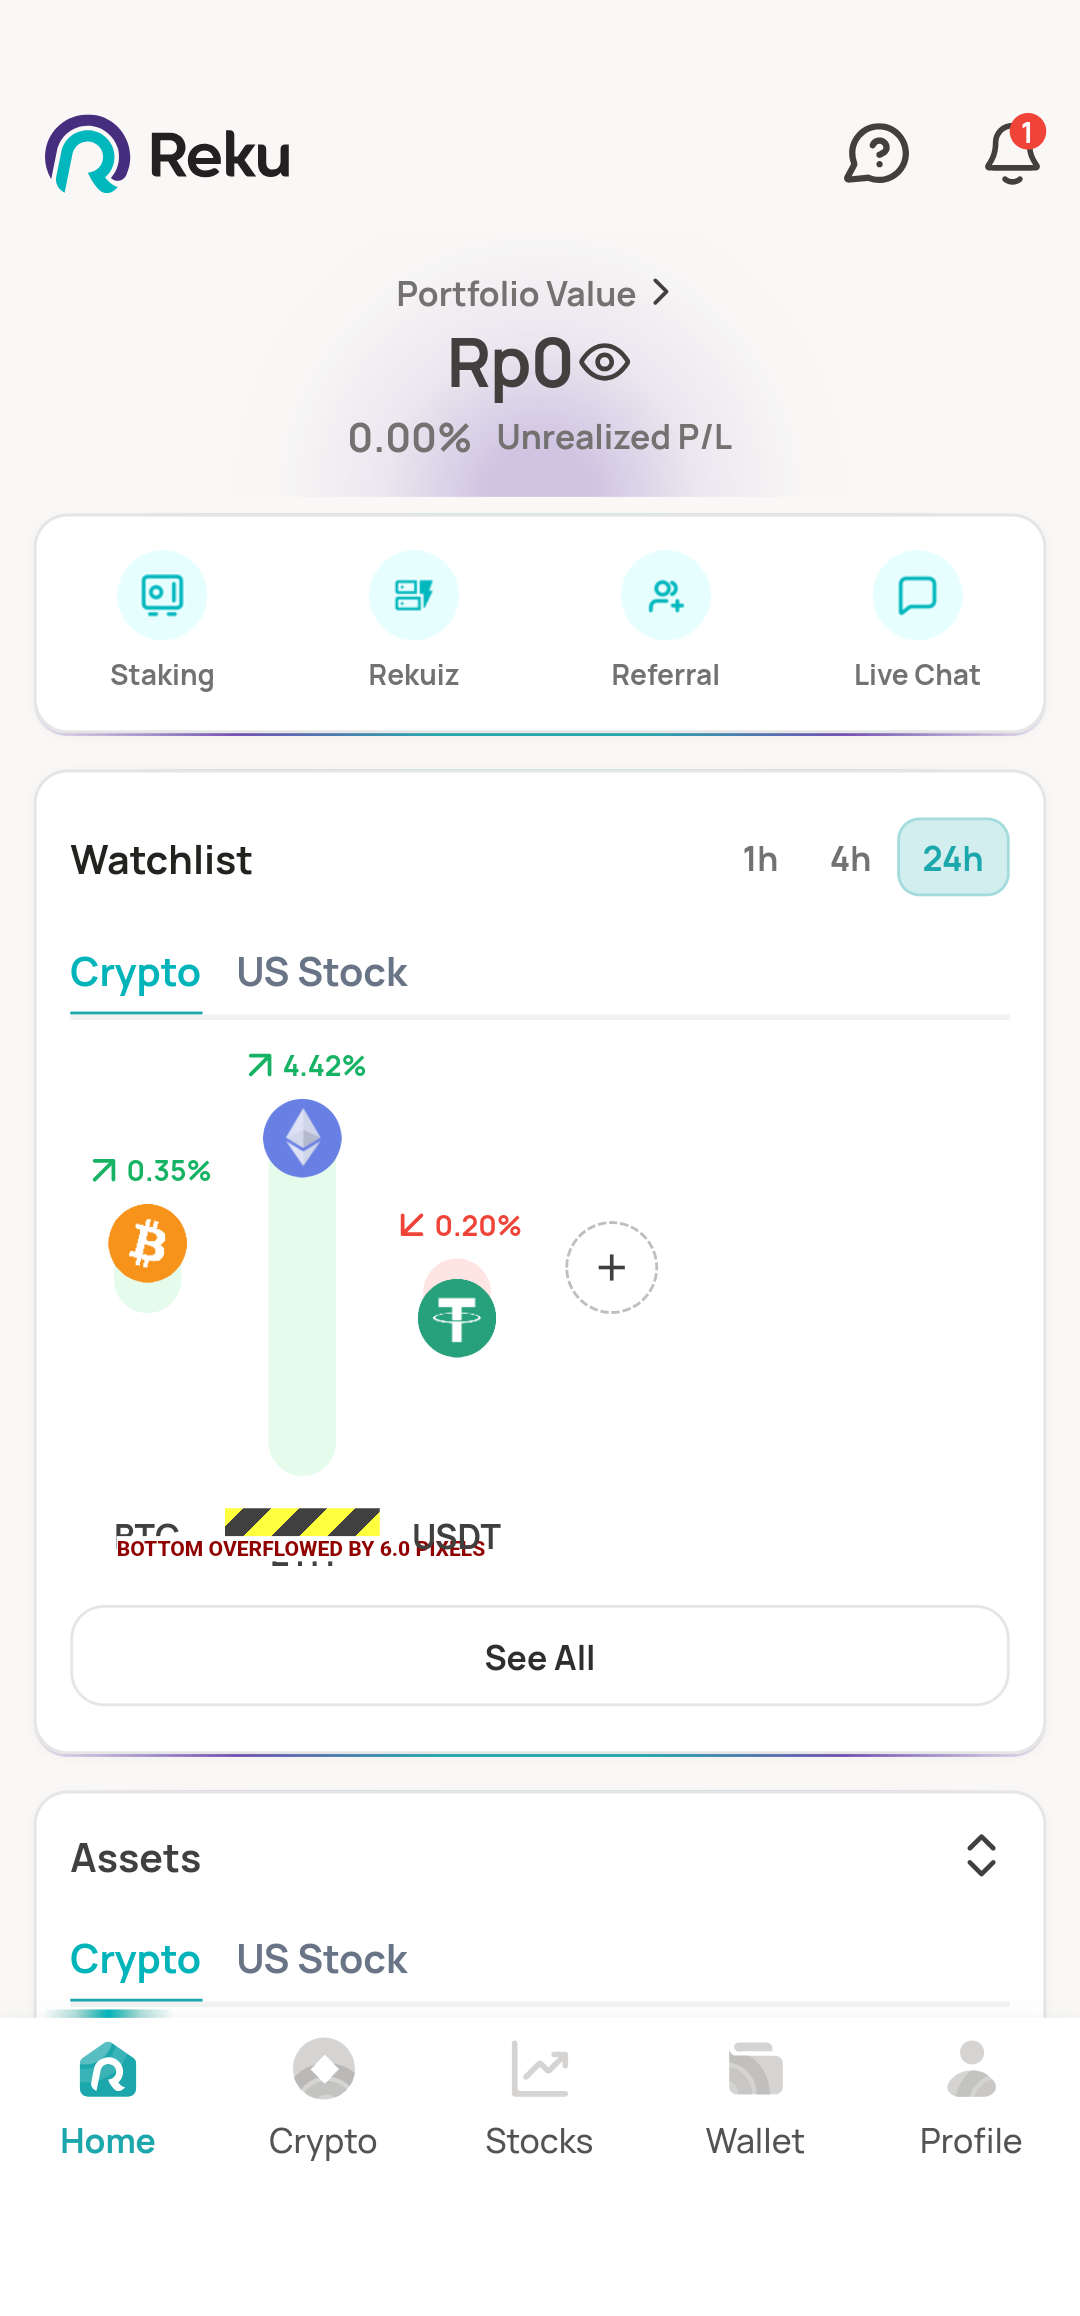 Reku
1
Portfolio Value
Rp0
0.00% Unrealized P/L
Staking Rekuiz Referral Live Chat
Watchlist 1h 4h 24h
Crypto US Stock
4.42%
0.35%
0.20%
BTC USDT
BOTTOM OVERFLOWED BY 6.0 PIXELS
See All
Assets
Crypto US Stock
Home Crypto Stocks Wallet Profile